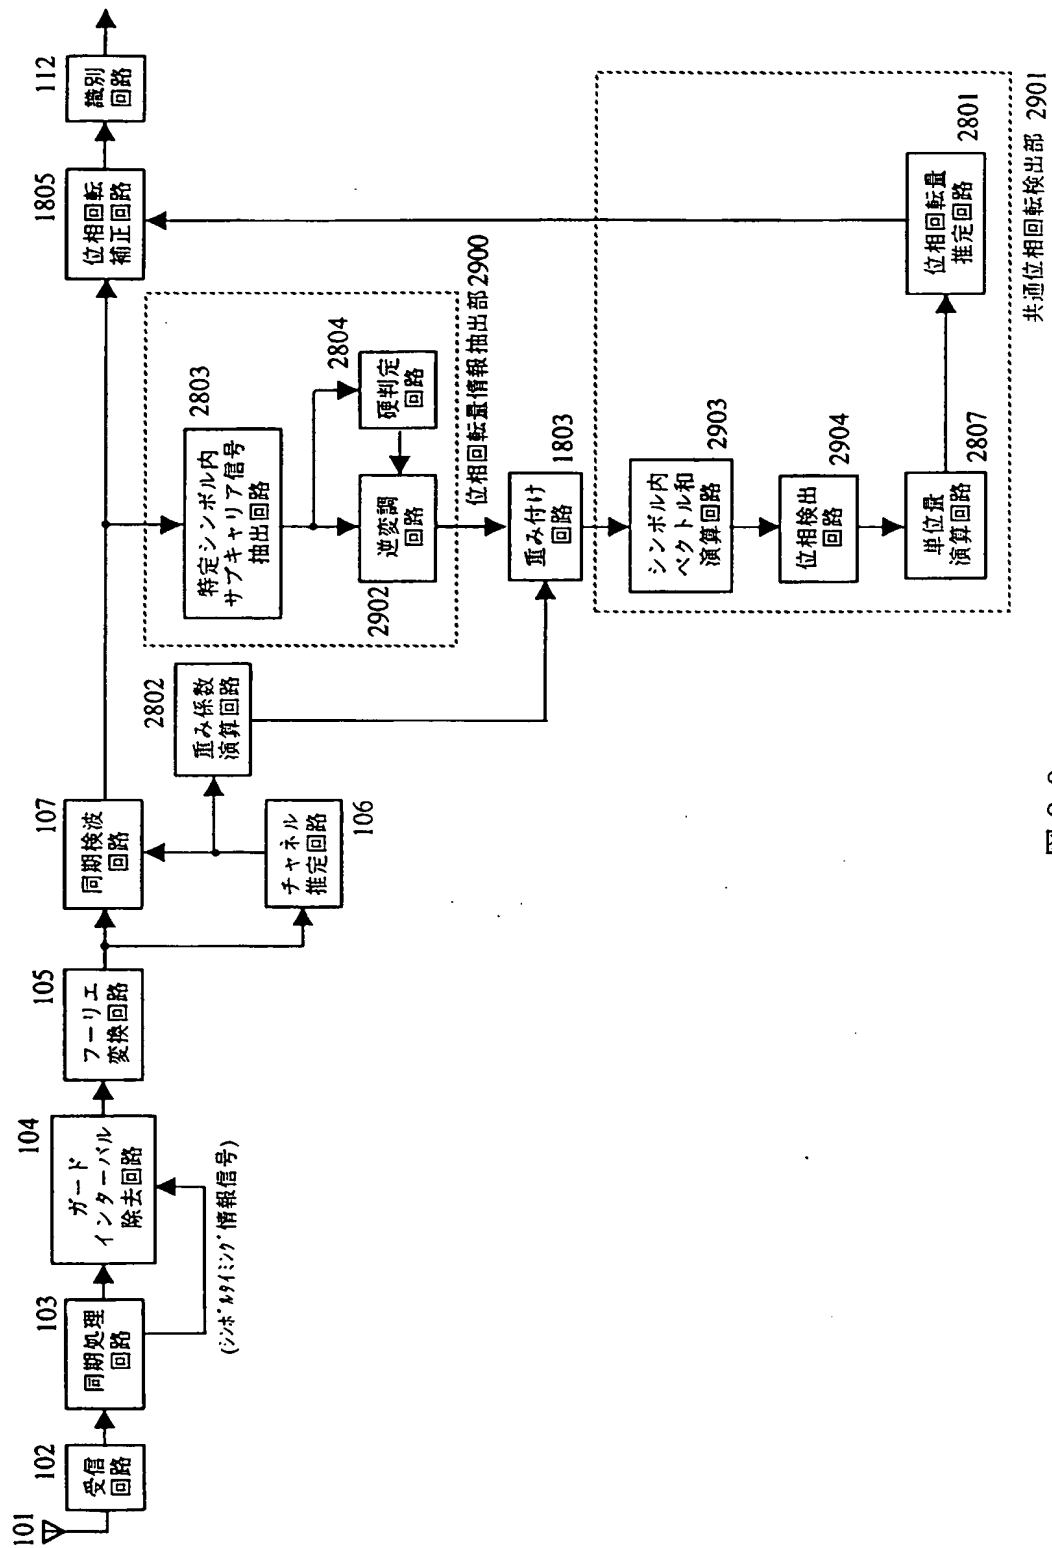 101
102
受信
回路
103
同期処理
回路
(シンボルタイミング情報信号)
104
ガード
インターバル
除去回路
105
フーリエ
変換回路
107
同期検波
回路
106
チャネル
推定回路
2802
重み係数
演算回路
2803
特定シンボル内
サブキャリア信号
抽出回路
2804
硬判定
回路
2902
逆変調
回路
位相回転量情報抽出部 2900
1803
重み付け
回路
1805
位相回転
補正回路
112
識別
回路
2903
シンボル内
ベクトル和
演算回路
2904
位相検出
回路
2807
単位量
演算回路
2801
位相回転量
推定回路
共通位相回転検出部 2901